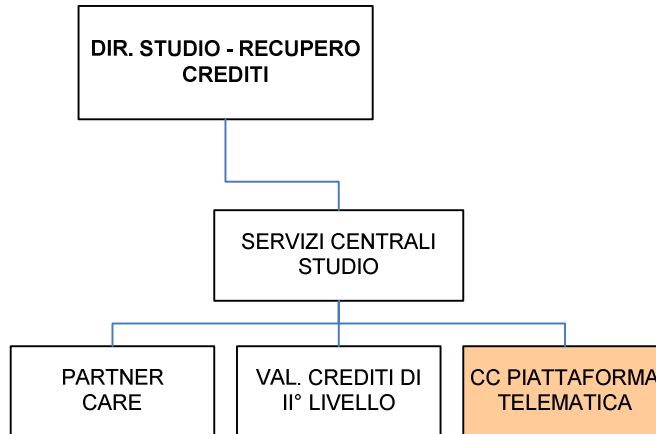 DIR. STUDIO - RECUPERO
CREDITI
SERVIZI CENTRALI
STUDIO
PARTNER
CARE
VAL. CREDITI DI
II° LIVELLO
CC PIATTAFORMA
TELEMATICA